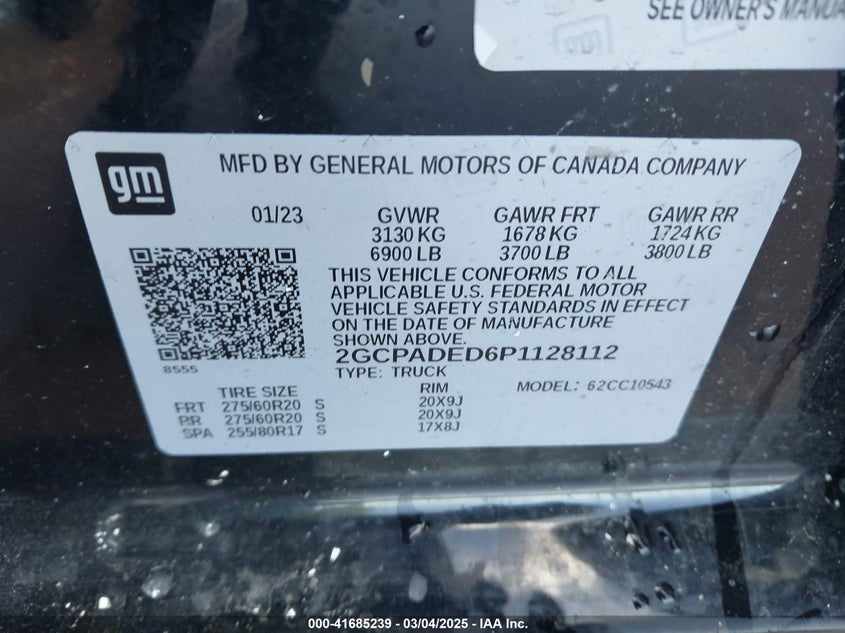 SEE OWNER'S MANUA
gm
MFD BY GENERAL MOTORS OF CANADA COMPANY
01/23 GVWR GAWR FRT GAWR RR
3130 KG 1678 KG 1724 KG
6900 LB 3700 LB 3800 LB
THIS VEHICLE CONFORMS TO ALL
APPLICABLE U.S. FEDERAL MOTOR
VEHICLE SAFETY STANDARDS IN EFFECT
ON THE DATE OF MANUFACTURE
SHOWN ABOVE.
2GCPADED6P1128112
8555
TYPE: TRUCK
MODEL: 62CC10543
TIRE SIZE RIM
FRT 275/60R20 S 20X9J
RR 275/60R20 S 20X9J
SPA 255/80R17 S 17X8J
000-41685239 - 03/04/2025 - IAA Inc.